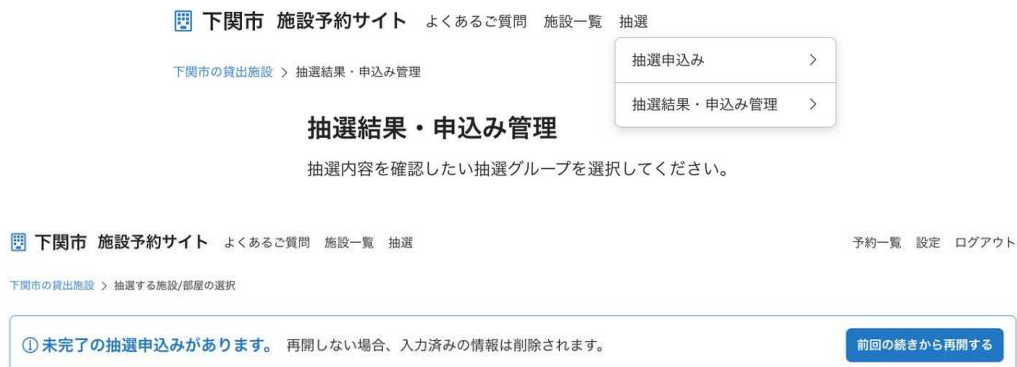 下関市 施設予約サイト よくあるご質問 施設一覧 抽選
抽選申込み
下関市の貸出施設 > 抽選結果・申込み管理
抽選結果・申込み管理
抽選結果・申込み管理
抽選内容を確認したい抽選グループを選択してください。
下関市 施設予約サイト よくあるご質問 施設一覧 抽選 予約一覧 設定 ログアウト
下関市の貸出施設 > 抽選する施設/部屋の選択
未完了の抽選申込みがあります。 再開しない場合、入力済みの情報は削除されます。 前回の続きから再開する